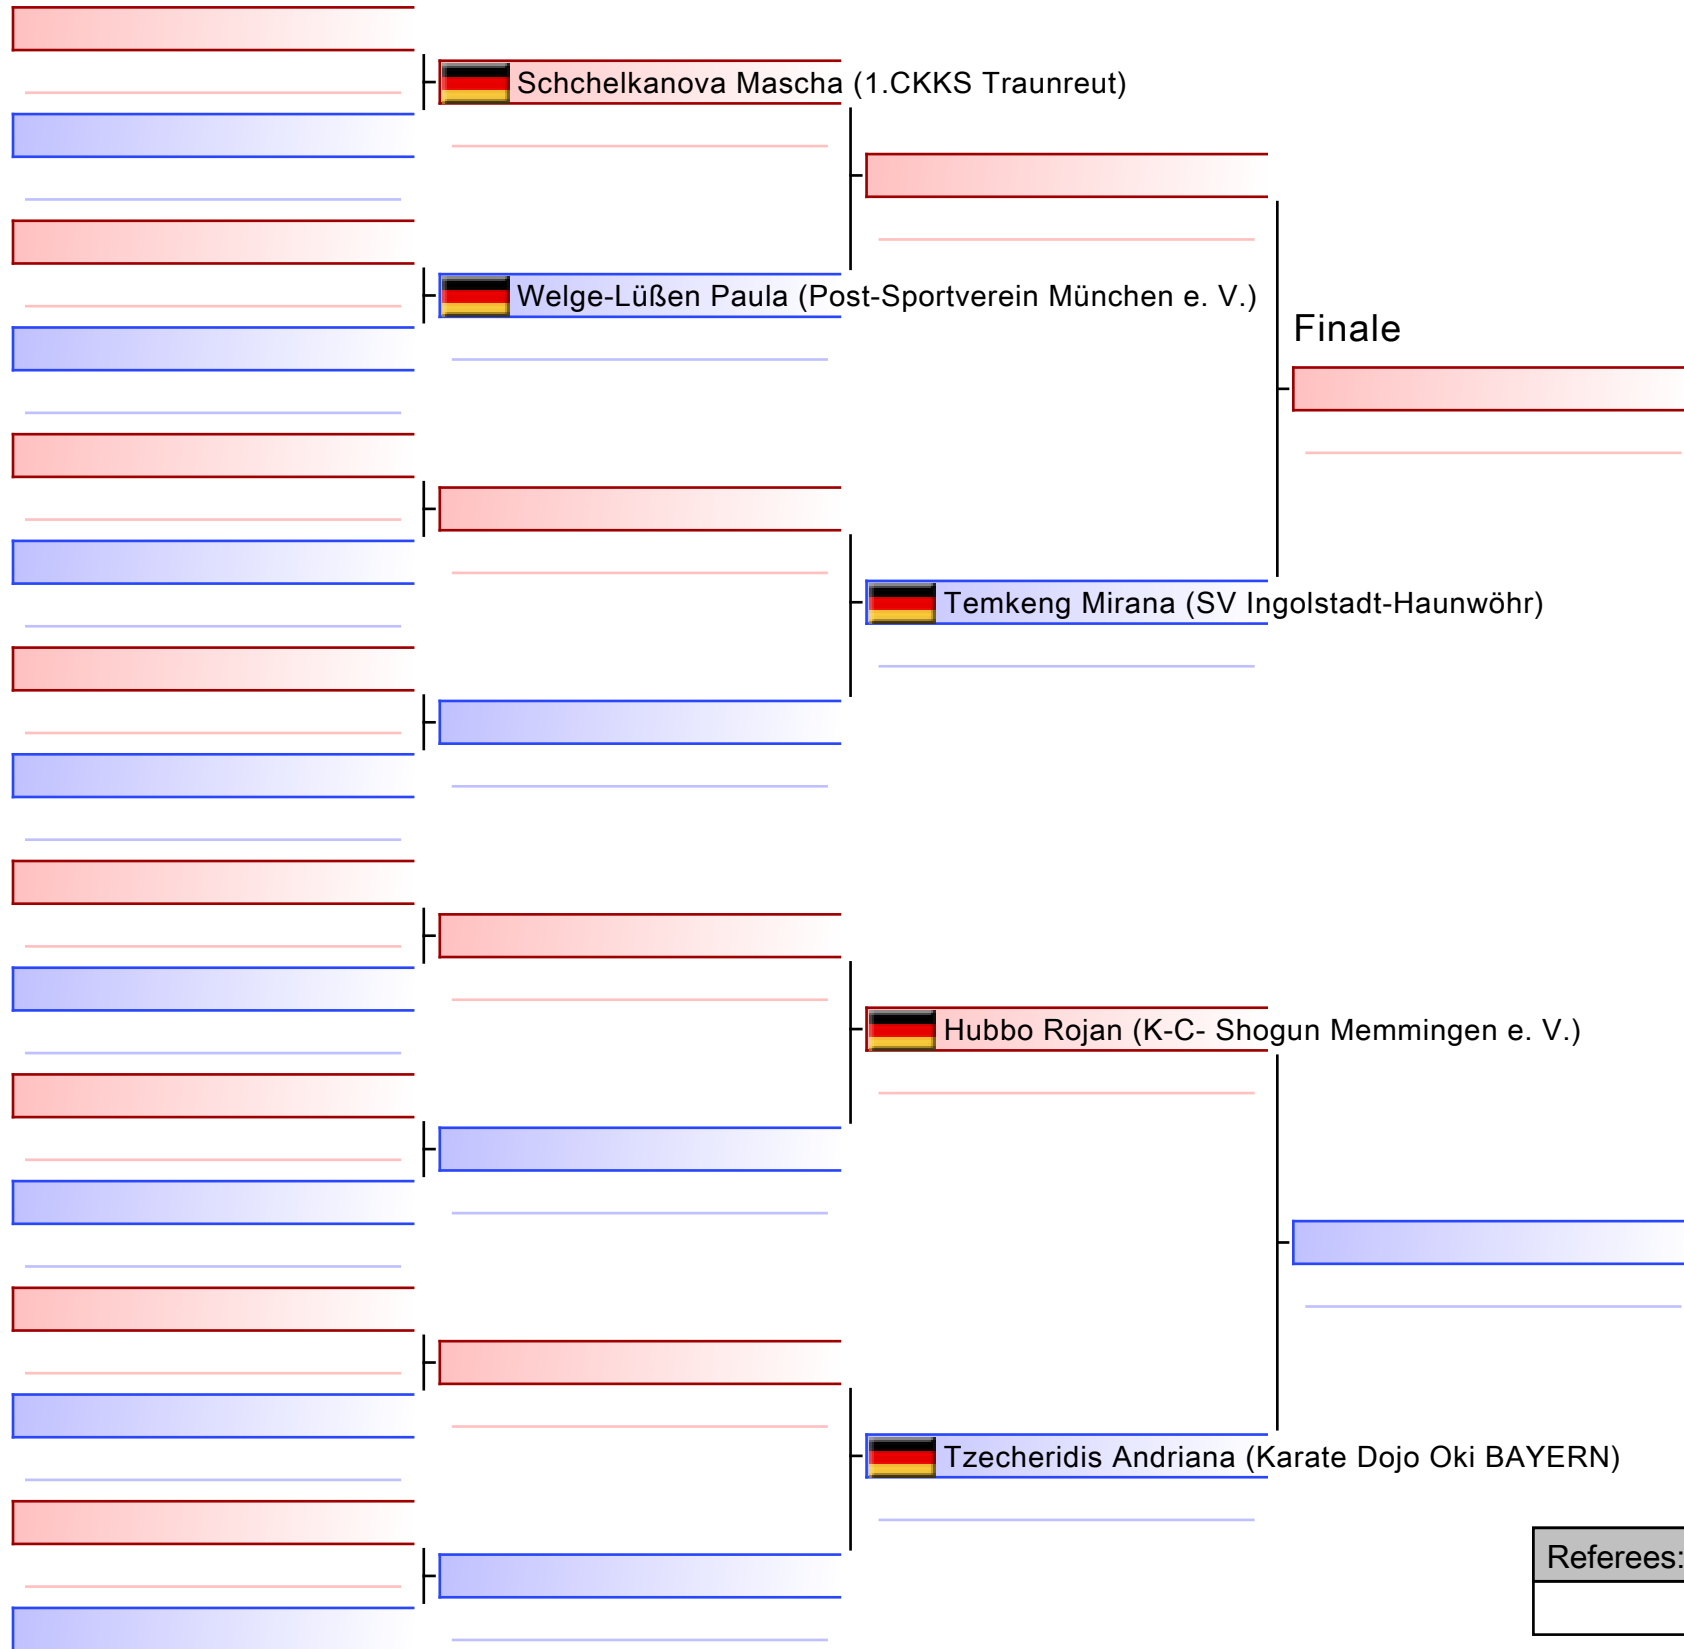 Schchelkanova Mascha (1.CKKS Traunreut)
Welge-Lüßen Paula (Post-Sportverein München e. V.)
Finale
Temkeng Mirana (SV Ingolstadt-Haunwöhr)
Hubbo Rojan (K-C- Shogun Memmingen e. V.)
Tzecheridis Andriana (Karate Dojo Oki BAYERN)
Referees: